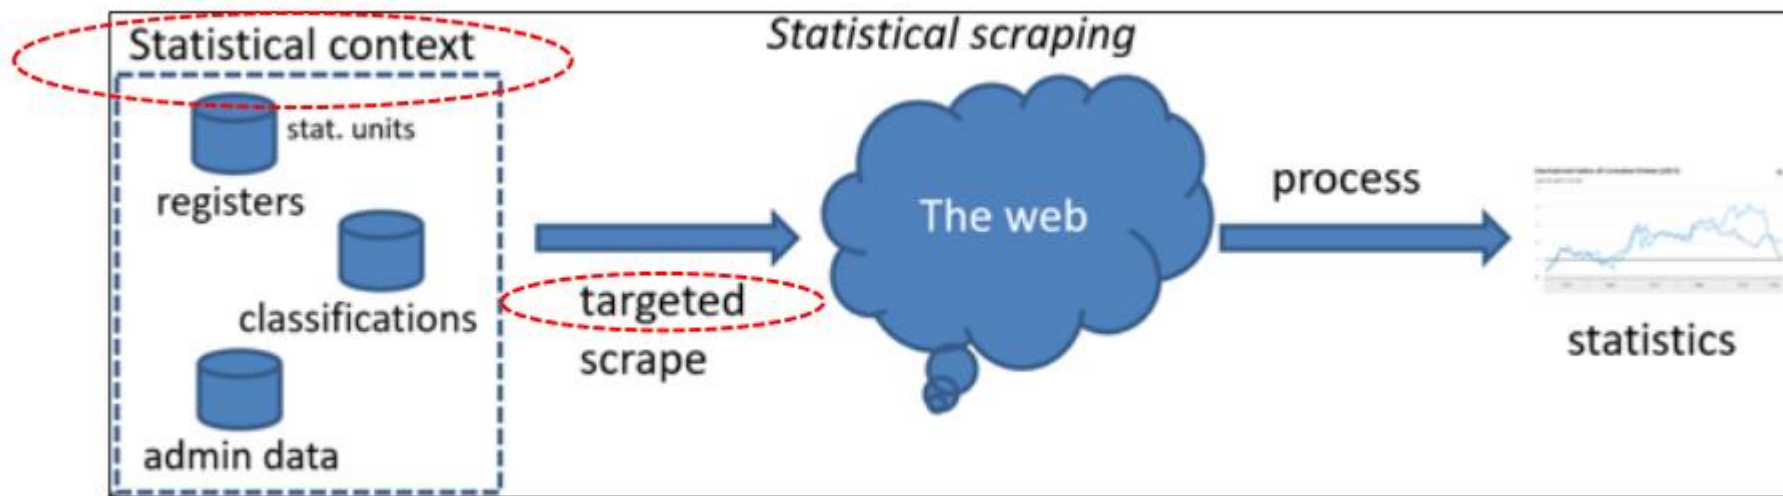 Statistical context
Statistical scraping
stat. units
registers
classifications
admin data
targeted
scrape
The web
process
statistics